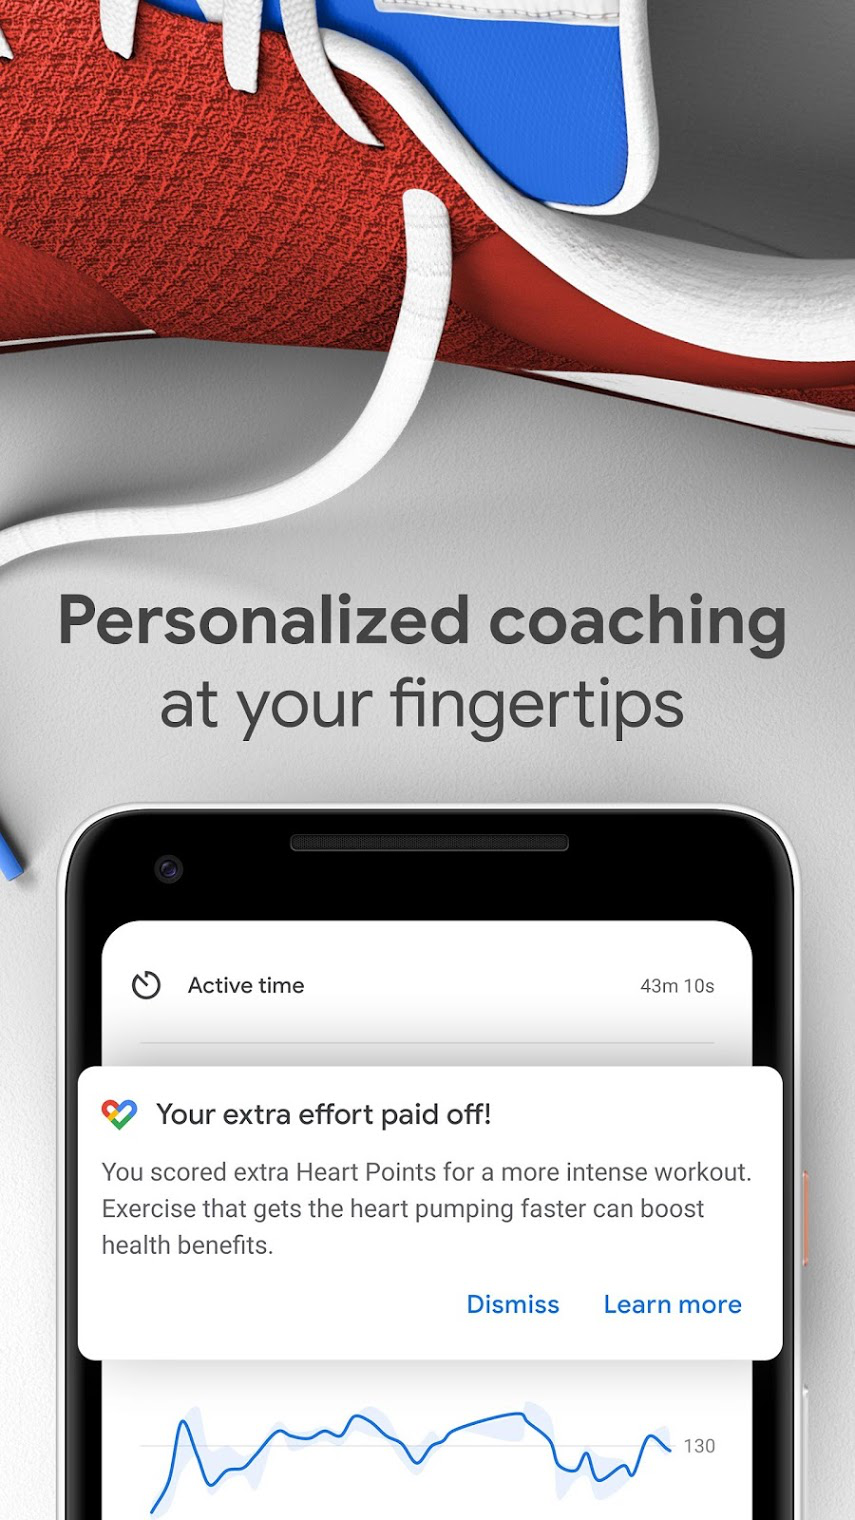 Personalized coaching
at your fingertips
Active time 43m 10s
Your extra effort paid off!
You scored extra Heart Points for a more intense workout.
Exercise that gets the heart pumping faster can boost
health benefits.
Dismiss Learn more
130